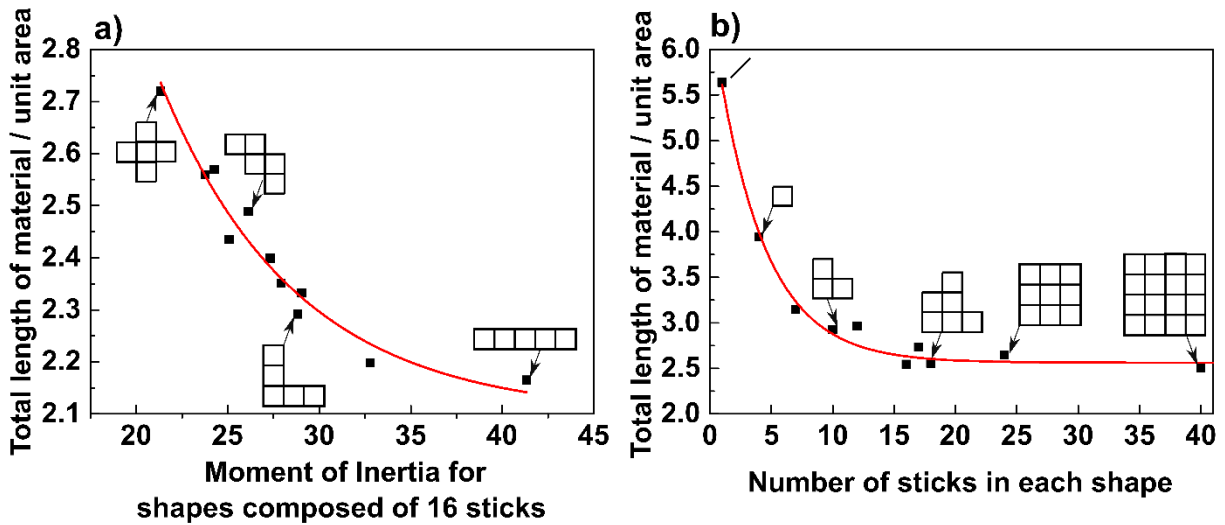 a)
Total length of material / unit area
2.8
2.7
2.6
2.5
2.4
2.3
2.2
2.1
20 25 30 35 40 45
Moment of Inertia for
shapes composed of 16 sticks
b)
Total length of material / unit area
6.0
5.5
5.0
4.5
4.0
3.5
3.0
2.5
2.0
0 5 10 15 20 25 30 35 40
Number of sticks in each shape